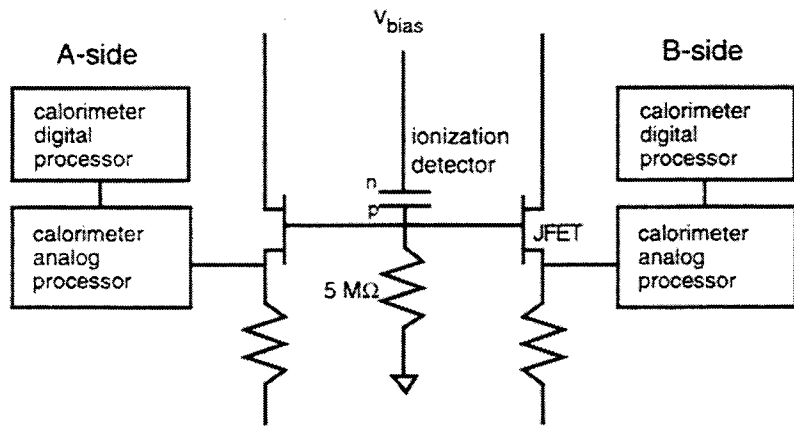 V_bias
A-side
B-side
calorimeter
digital
processor
ionization
detector
calorimeter
digital
processor
n
p
calorimeter
analog
processor
JFET
calorimeter
analog
processor
5 MΩ